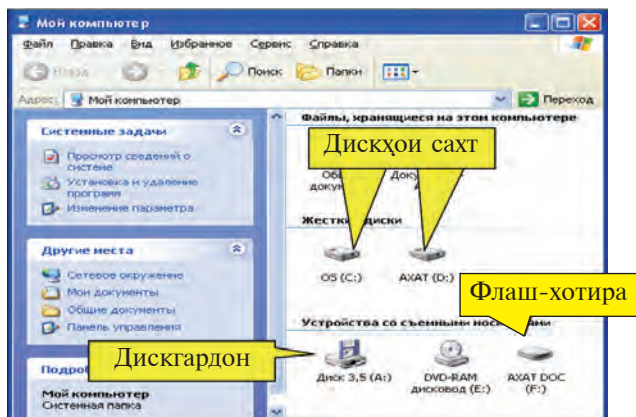 Мой компьютер
Файл Правка Вид Избранное Сервис Справка
Назад Поиск Папки
Адрес: Мой компьютер Переход
Системные задачи
Просмотр сведений о системе
Установка и удаление программ
Изменение параметра
Другие места
Сетевое окружение
Мои документы
Общие документы
Панель управления
Мой компьютер
Системная папка
Файлы, хранящиеся на этом компьютере
Дискҳои сахт
диски
OS (C:) AXAT (D:)
Флаш-хотира
Устройства со съемными
Дискгардон
Диск 3,5 (A:) DVD-RAM дисковод (E:) AXAT DOC (F:)